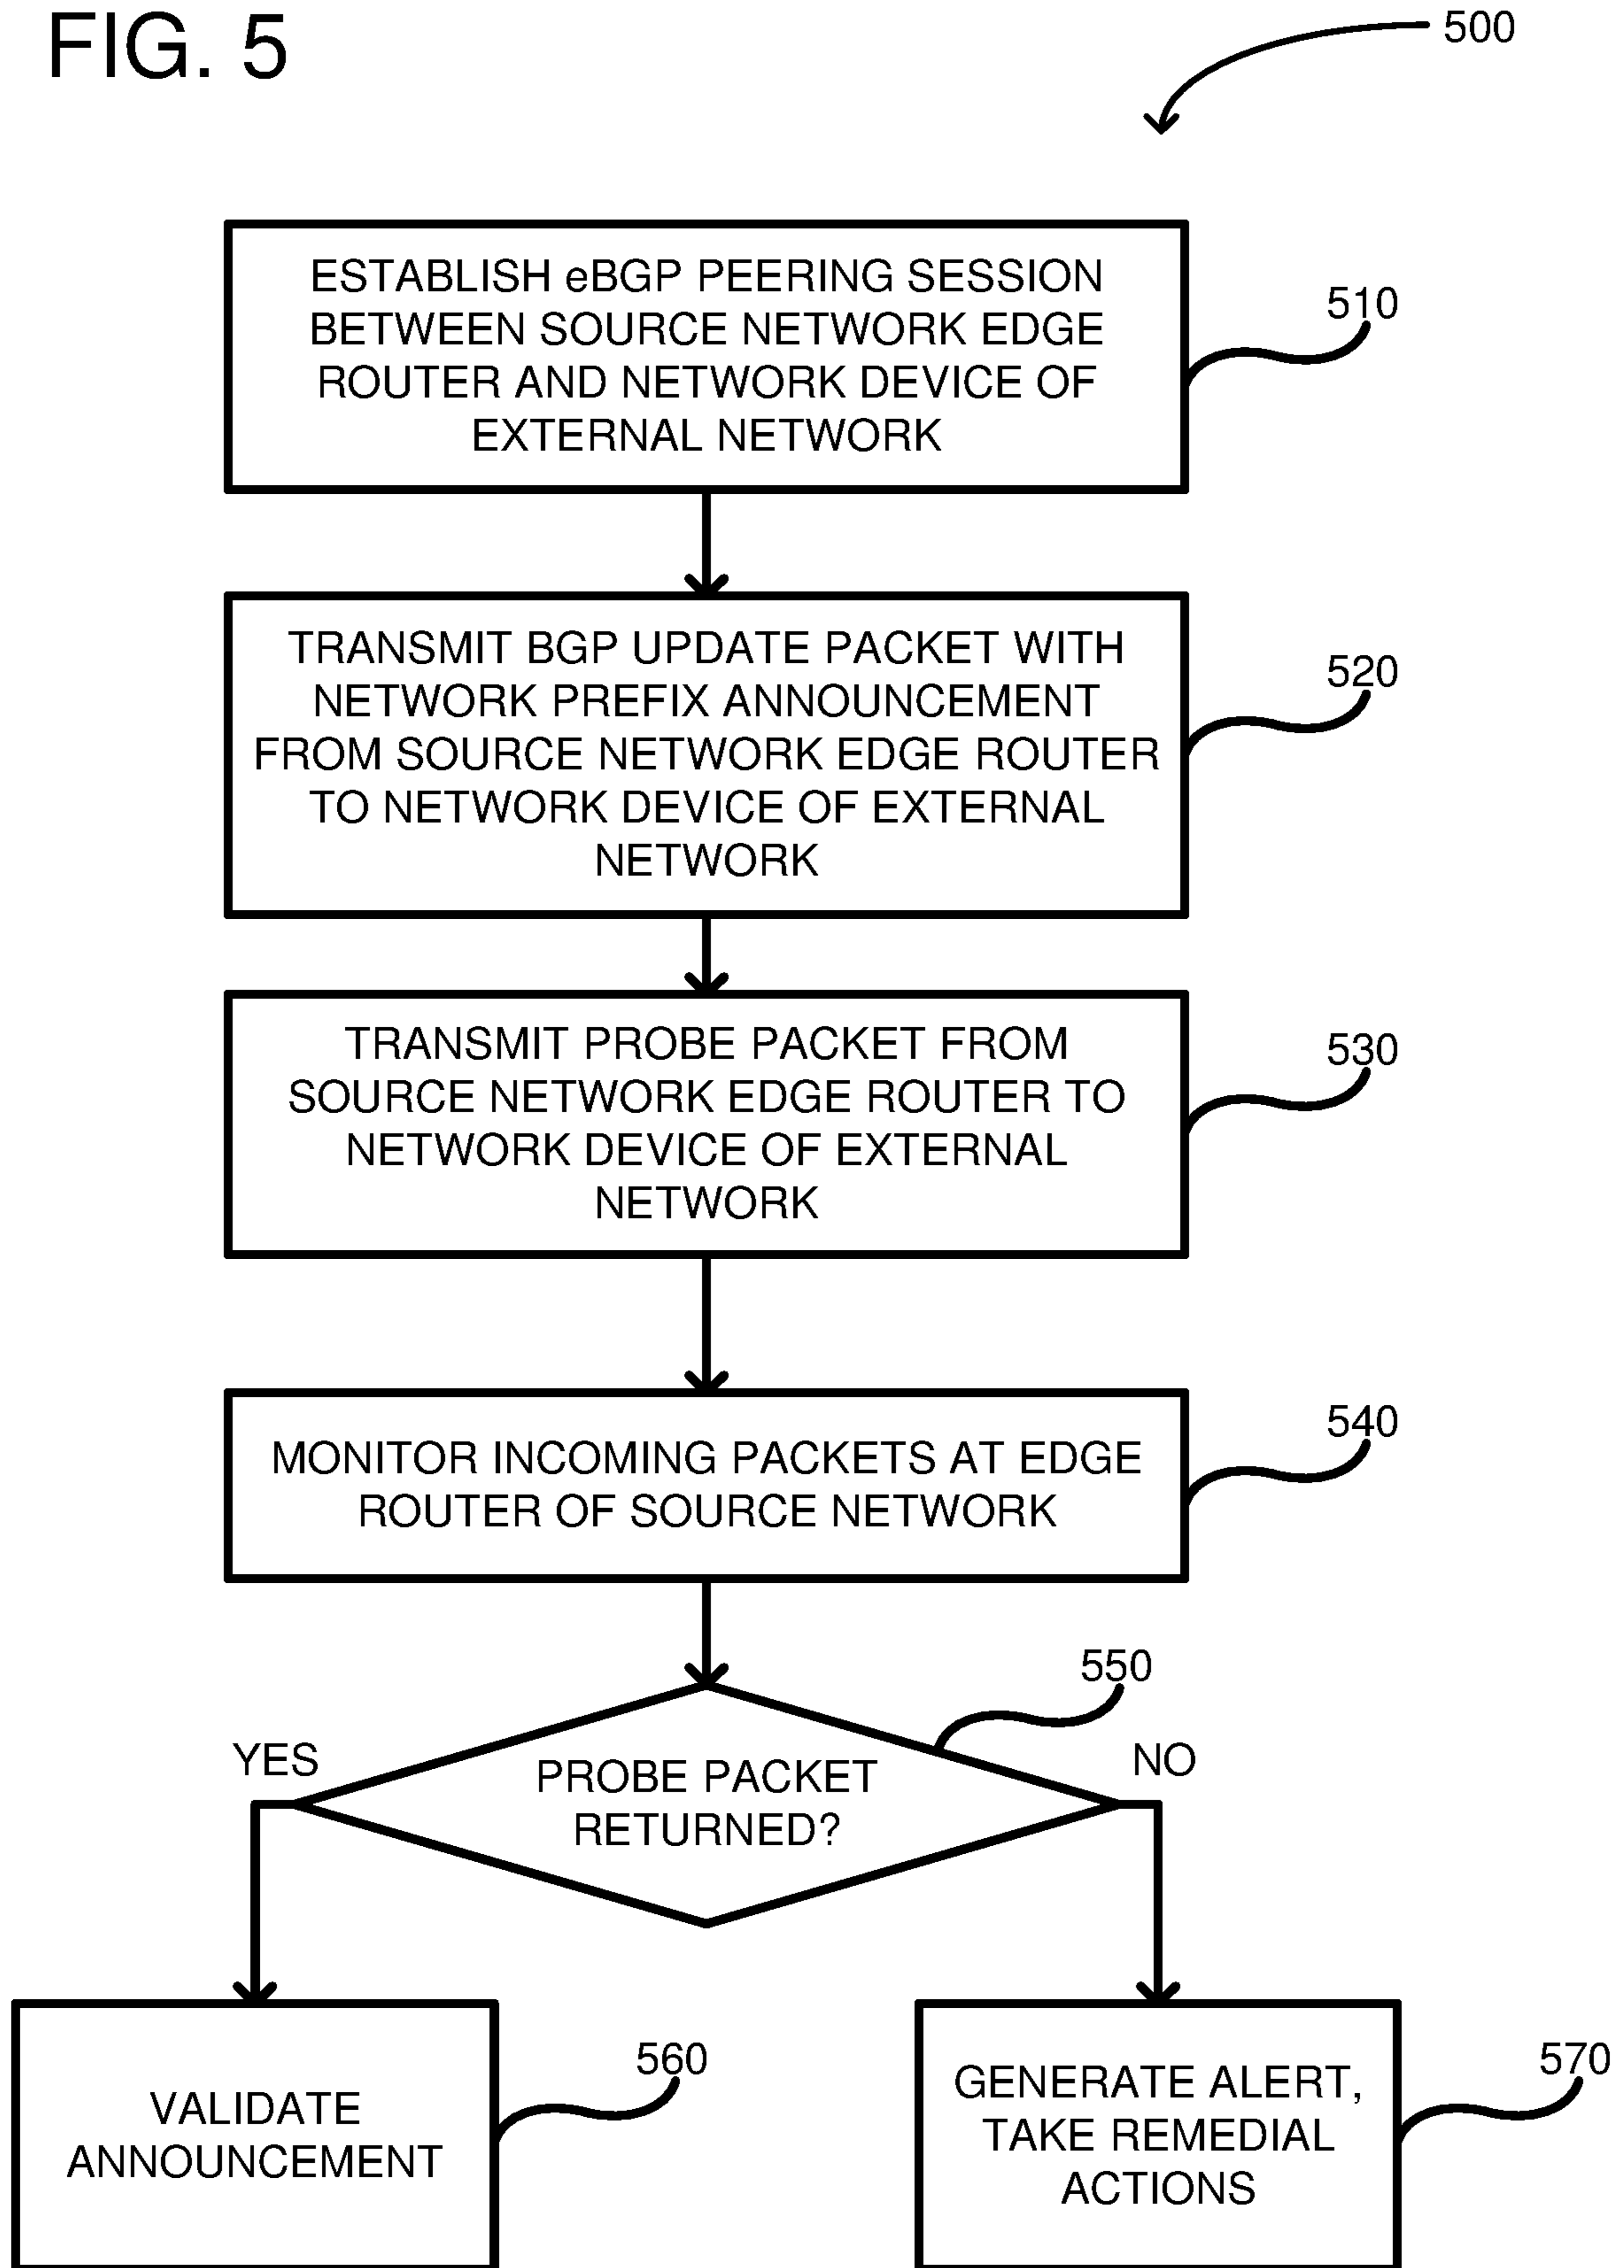 FIG. 5
500
ESTABLISH eBGP PEERING SESSION
BETWEEN SOURCE NETWORK EDGE
ROUTER AND NETWORK DEVICE OF
EXTERNAL NETWORK
510
TRANSMIT BGP UPDATE PACKET WITH
NETWORK PREFIX ANNOUNCEMENT
FROM SOURCE NETWORK EDGE ROUTER
TO NETWORK DEVICE OF EXTERNAL
NETWORK
520
TRANSMIT PROBE PACKET FROM
SOURCE NETWORK EDGE ROUTER TO
NETWORK DEVICE OF EXTERNAL
NETWORK
530
MONITOR INCOMING PACKETS AT EDGE
ROUTER OF SOURCE NETWORK
540
550
YES
PROBE PACKET
RETURNED?
NO
VALIDATE
ANNOUNCEMENT
560
GENERATE ALERT,
TAKE REMEDIAL
ACTIONS
570